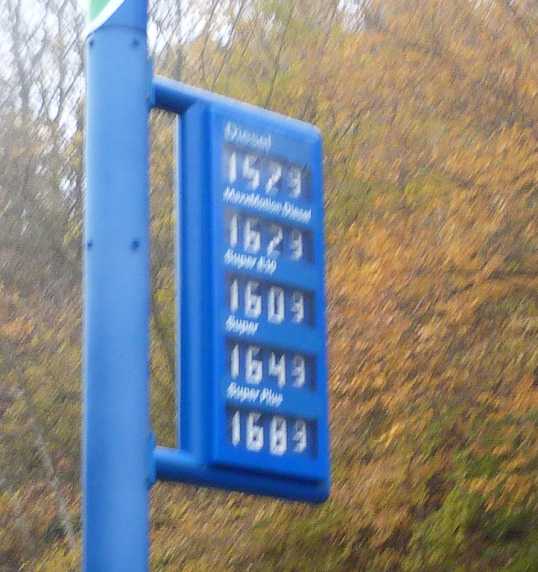 Diesel
1529
MaxxMotion Diesel
1629
Super E10
1609
Super
1649
Super Plus
1689